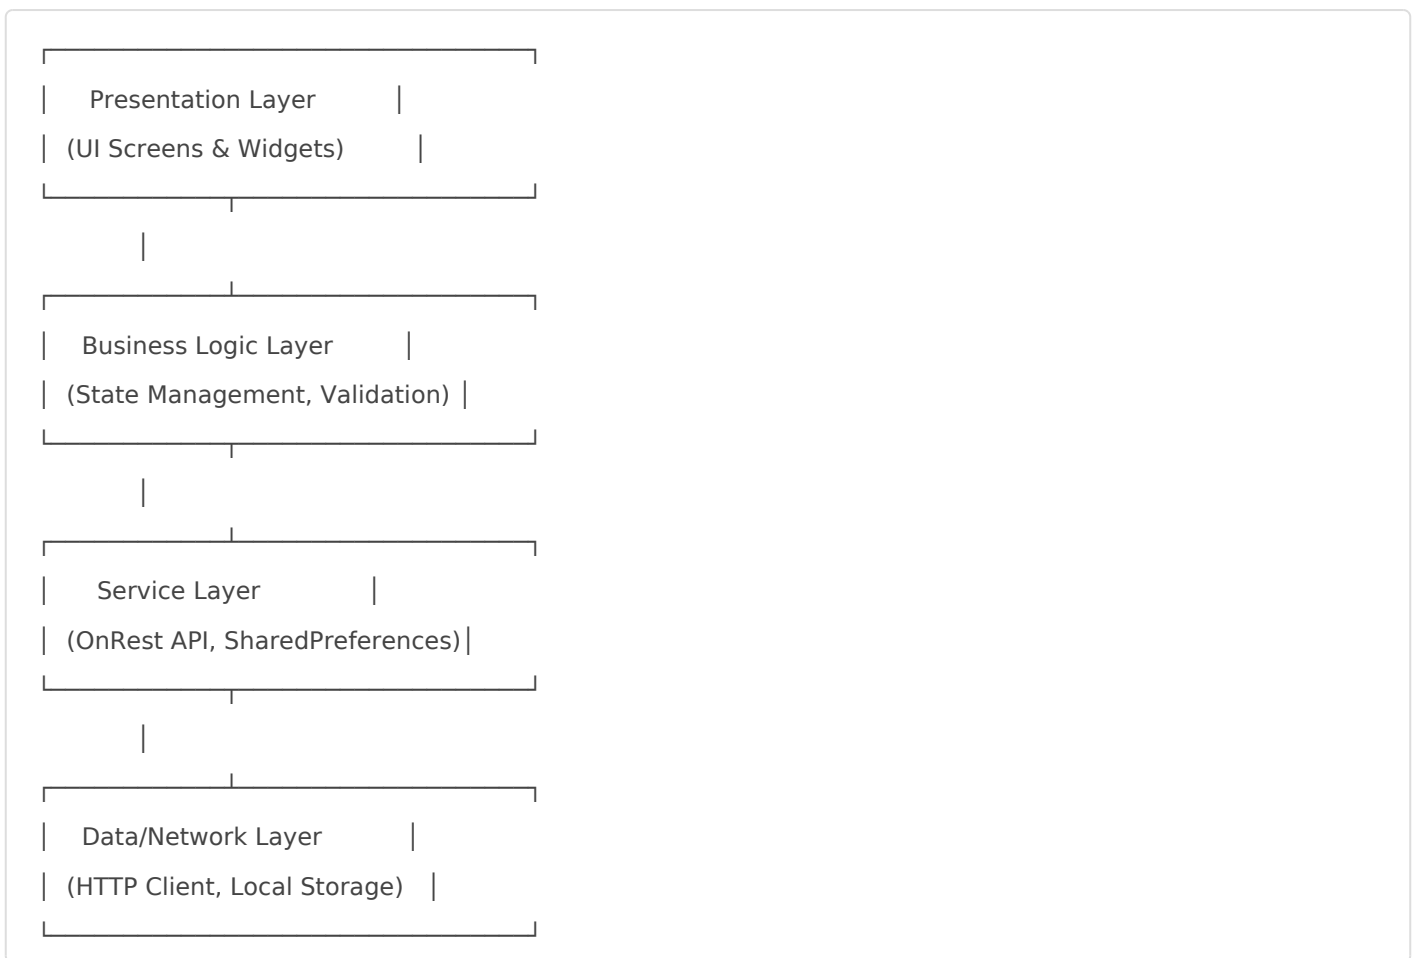 ┌─────────────────────────────────┐
│     Presentation Layer          │
│  (UI Screens & Widgets)         │
└────────────┬────────────────────┘
             │
┌────────────┴────────────────────┐
│    Business Logic Layer         │
│  (State Management, Validation) │
└────────────┬────────────────────┘
             │
┌────────────┴────────────────────┐
│      Service Layer              │
│  (OnRest API, SharedPreferences)│
└────────────┬────────────────────┘
             │
┌────────────┴────────────────────┐
│    Data/Network Layer           │
│  (HTTP Client, Local Storage)   │
└─────────────────────────────────┘